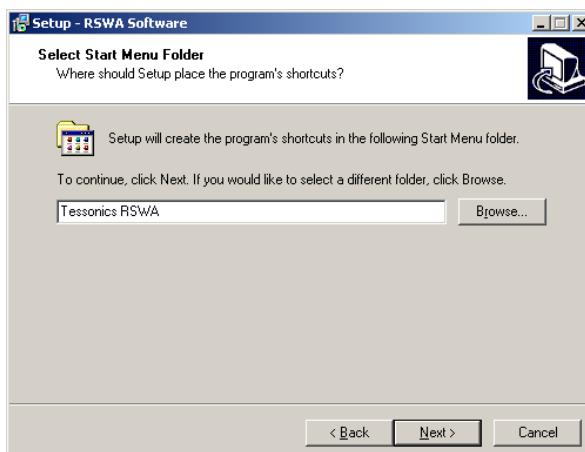 Setup - RSWA Software
Select Start Menu Folder
Where should Setup place the program's shortcuts?
Setup will create the program's shortcuts in the following Start Menu folder.
To continue, click Next. If you would like to select a different folder, click Browse.
Tessonics RSWA
Browse...
< Back
Next >
Cancel